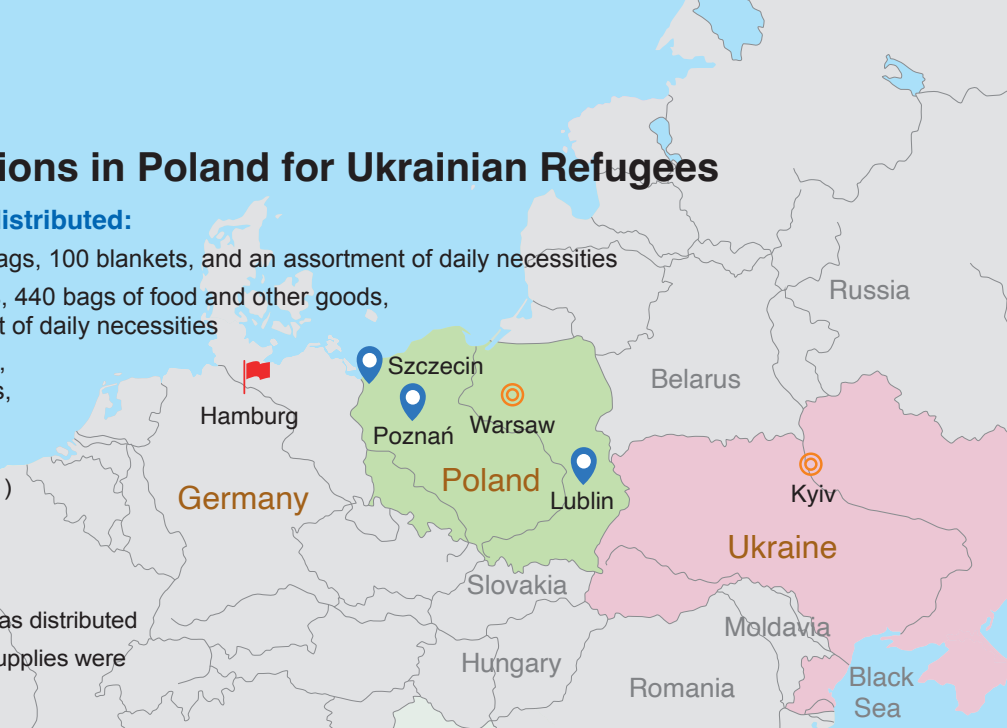 ions in Poland for Ukrainian Refugees
istributed:
ags, 100 blankets, and an assortment of daily necessities
, 440 bags of food and other goods,
t of daily necessities
Russia
,
s,
Szczecin
Belarus
Hamburg
Poznań
Warsaw
)
Germany
Poland
Lublin
Kyiv
Ukraine
Slovakia
as distributed
Moldavia
upplies were
Hungary
Romania
Black
Sea